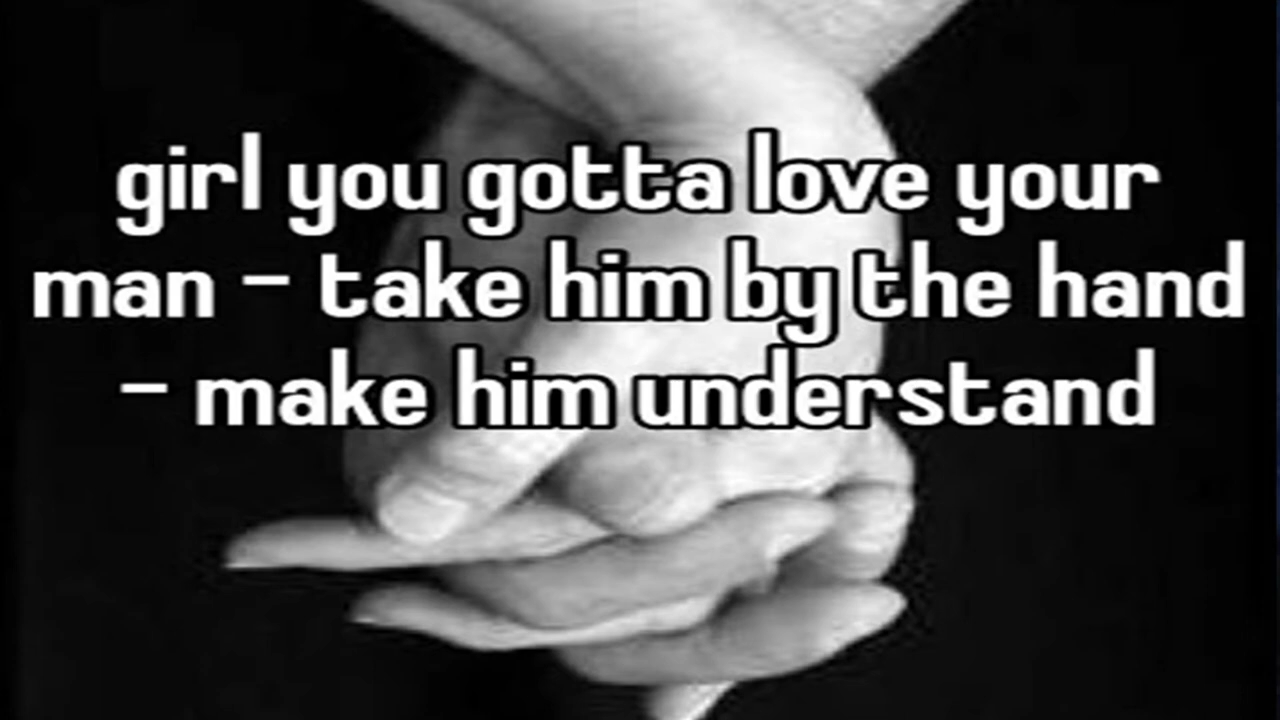 girl you gotta love your
man - take him by the hand
- make him understand